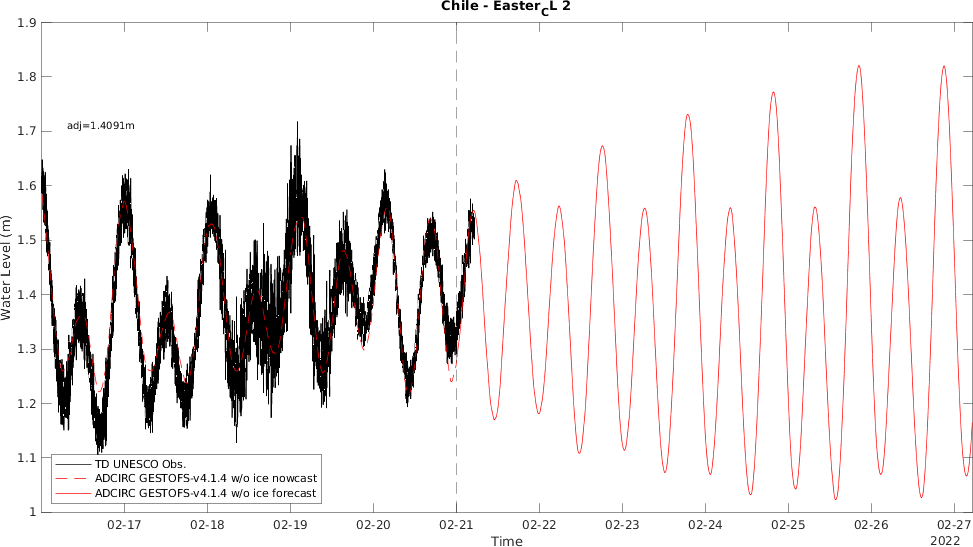 Chile - Easter_CL 2
1.9
1.8
1.7
1.6
1.5
1.4
1.3
1.2
1.1
1
Water Level (m)
adj=1.4091m
TD UNESCO Obs.
ADCIRC GESTOFS-v4.1.4 w/o ice nowcast
ADCIRC GESTOFS-v4.1.4 w/o ice forecast
02-17 02-18 02-19 02-20 02-21 02-22 02-23 02-24 02-25 02-26 02-27
Time
2022